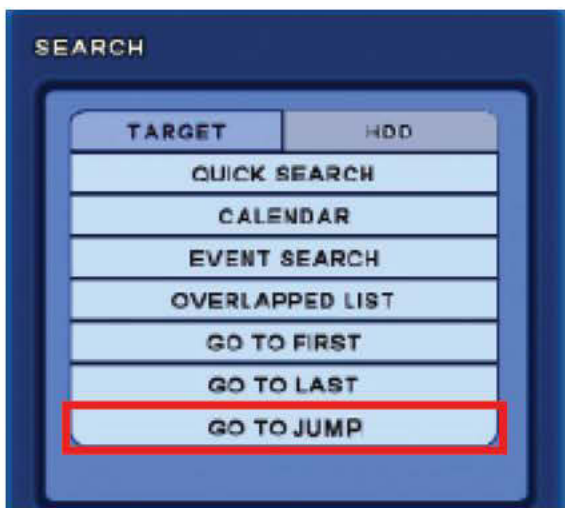 SEARCH
TARGET HDD
QUICK SEARCH
CALENDAR
EVENT SEARCH
OVERLAPPED LIST
GO TO FIRST
GO TO LAST
GO TO JUMP